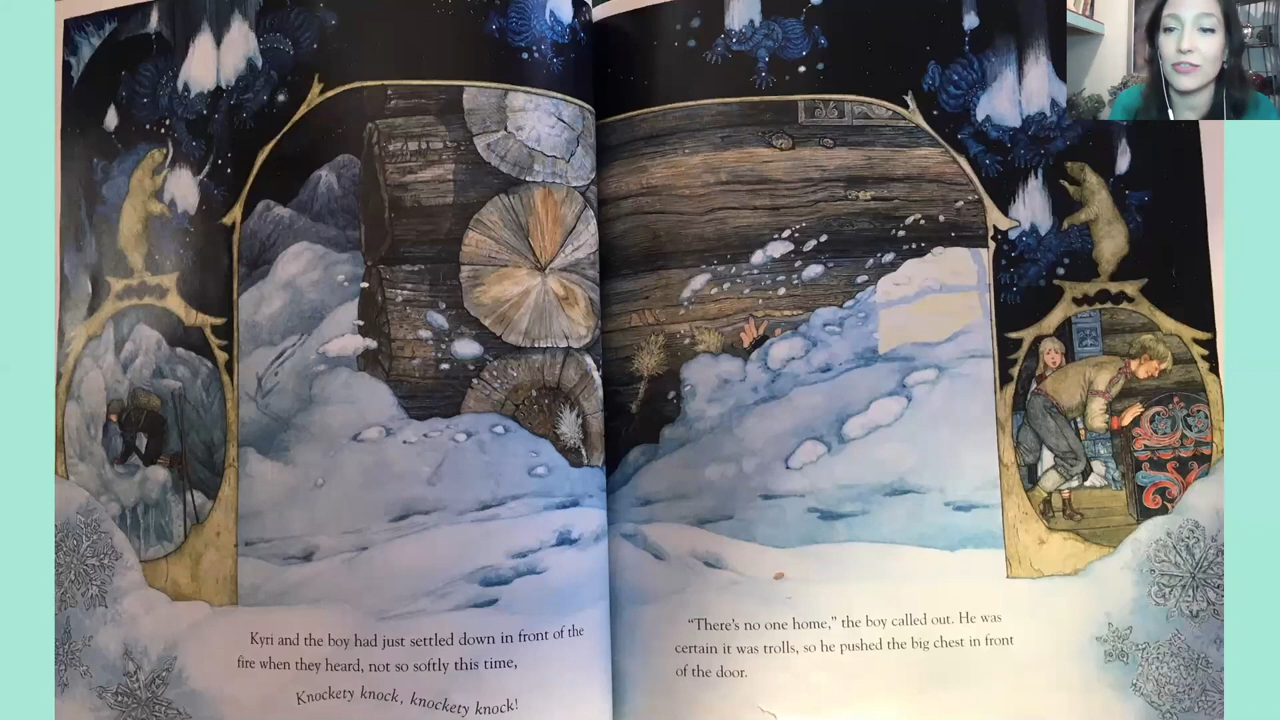 Kyri and the boy had just settled down in front of the
fire when they heard, not so softly this time,
Knockety knock, knockety knock!
"There's no one home," the boy called out. He was
certain it was trolls, so he pushed the big chest in front
of the door.